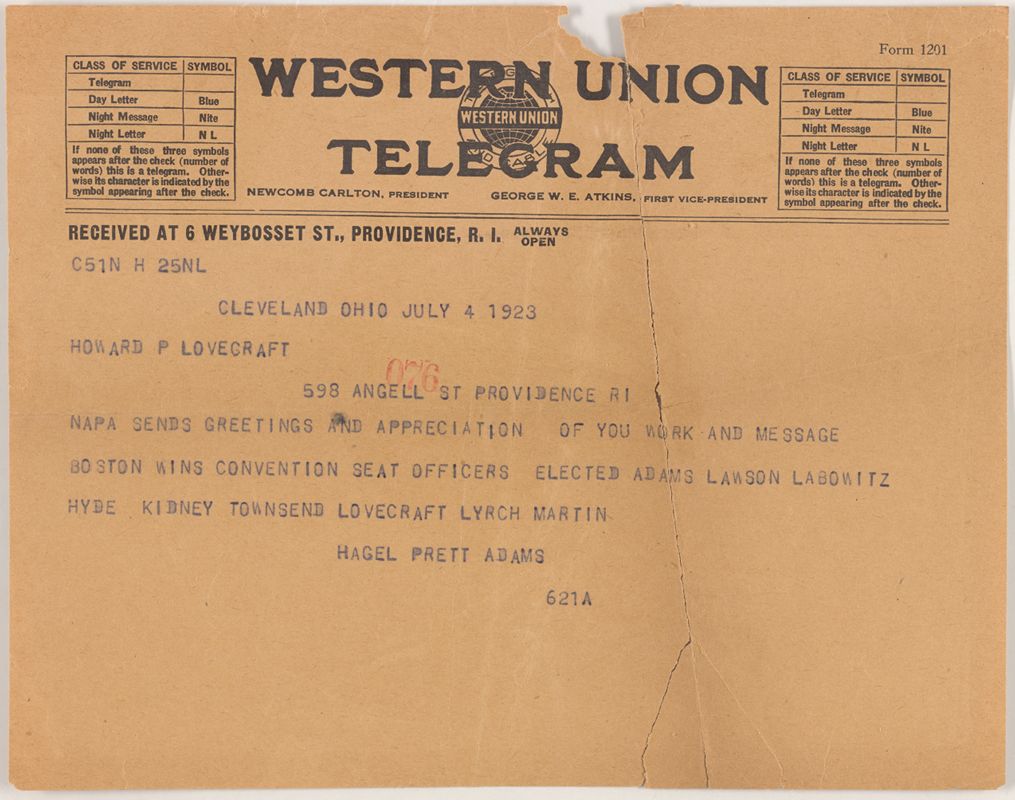 Form 1201
CLASS OF SERVICE SYMBOL
Telegram
Day Letter Blue
Night Message Nite
Night Letter N L
If none of these three symbols
appears after the check (number of
words) this is a telegram. Other-
wise its character is indicated by the
symbol appearing after the check.
WESTERN UNION
WESTERN UNION
TELEGRAM
NEWCOMB CARLTON, PRESIDENT GEORGE W. E. ATKINS, FIRST VICE-PRESIDENT
CLASS OF SERVICE SYMBOL
Telegram
Day Letter Blue
Night Message Nite
Night Letter N L
If none of these three symbols
appears after the check (number of
words) this is a telegram. Other-
wise its character is indicated by the
symbol appearing after the check.
RECEIVED AT 6 WEYBOSSET ST., PROVIDENCE, R. I. ALWAYS OPEN
C51N H 25NL
CLEVELAND OHIO JULY 4 1923
HOWARD P LOVECRAFT
076
598 ANGELL ST PROVIDENCE RI
NAPA SENDS GREETINGS AND APPRECIATION OF YOU WORK AND MESSAGE
BOSTON WINS CONVENTION SEAT OFFICERS ELECTED ADAMS LAWSON LABOWITZ
HYDE KIDNEY TOWNSEND LOVECRAFT LYRCH MARTIN
HAGEL PRETT ADAMS
621A